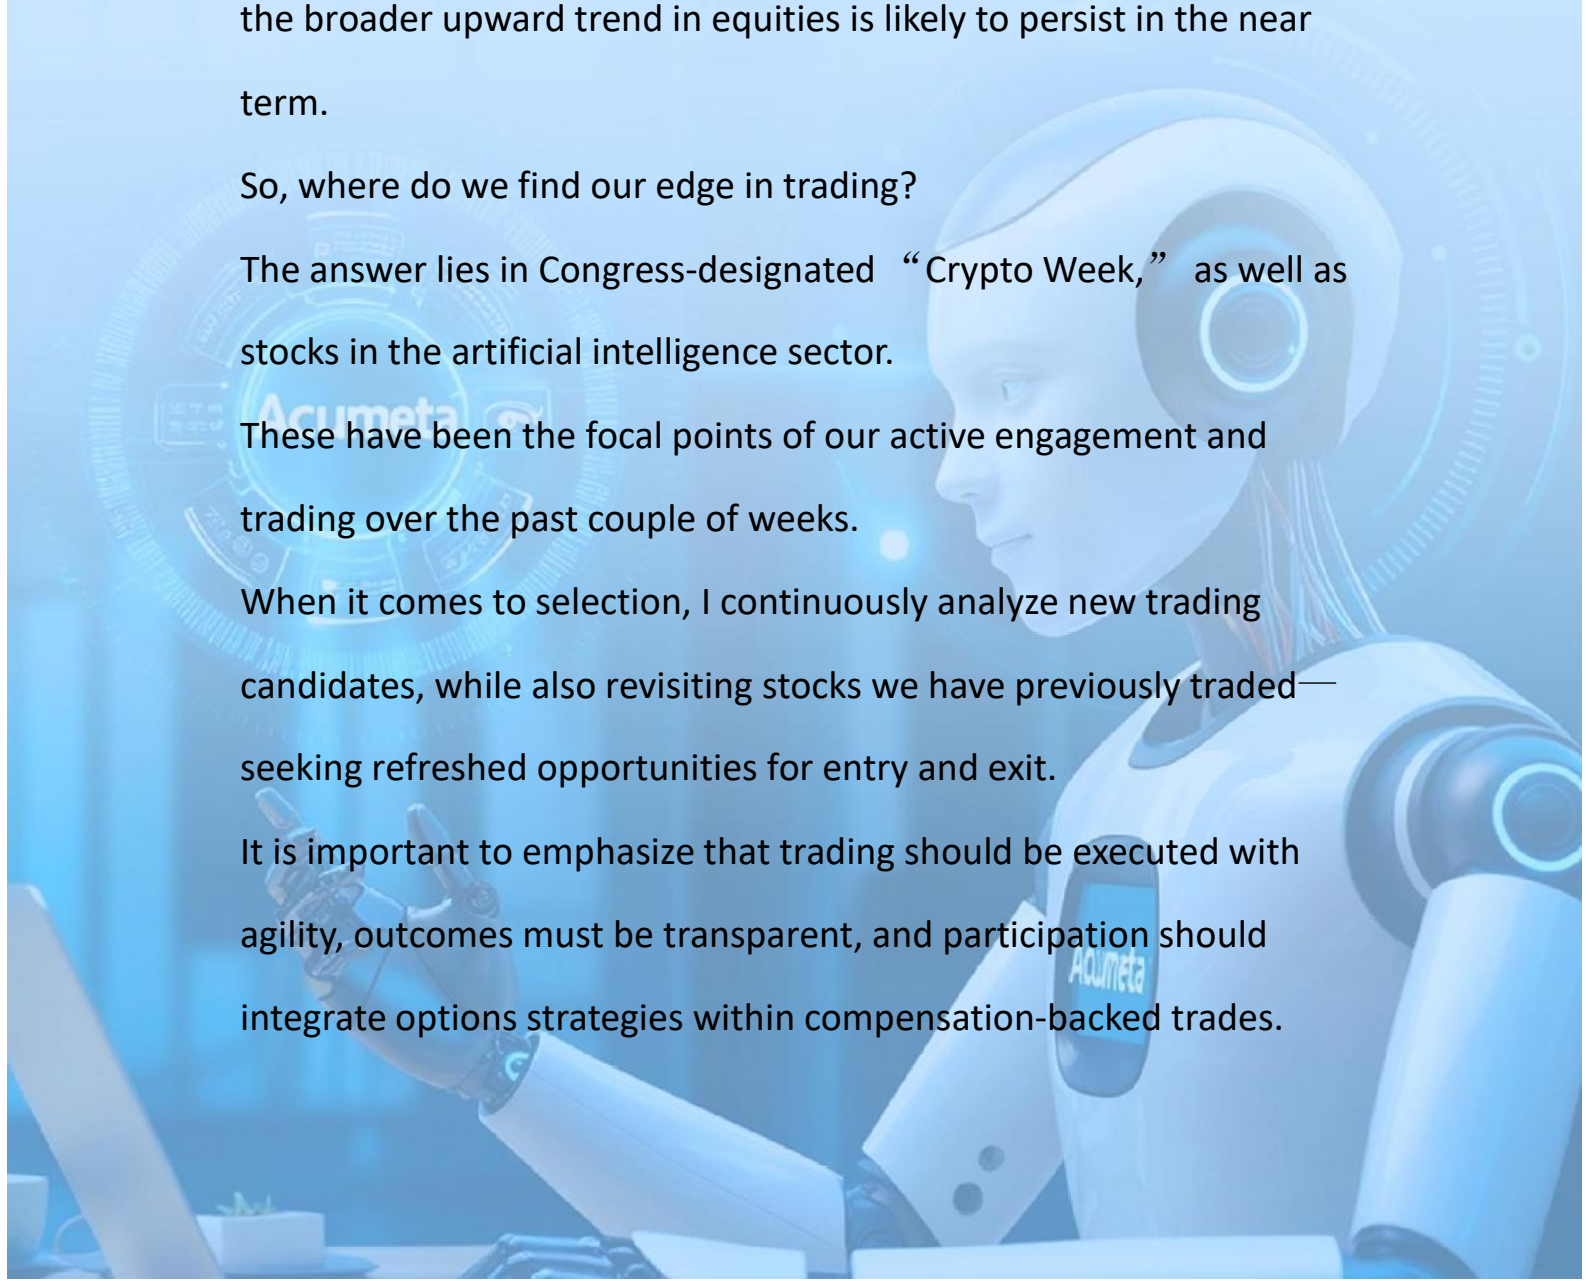 the broader upward trend in equities is likely to persist in the near
term.
So, where do we find our edge in trading?
The answer lies in Congress-designated “Crypto Week,” as well as
stocks in the artificial intelligence sector.
Acumeta
These have been the focal points of our active engagement and
trading over the past couple of weeks.
When it comes to selection, I continuously analyze new trading
candidates, while also revisiting stocks we have previously traded—
seeking refreshed opportunities for entry and exit.
It is important to emphasize that trading should be executed with
agility, outcomes must be transparent, and participation should
Acumeta
integrate options strategies within compensation-backed trades.